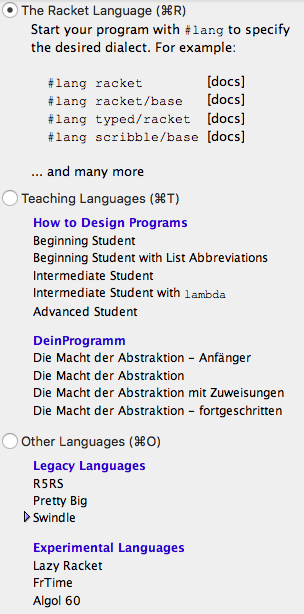 The Racket Language (⌘R)
Start your program with #lang to specify
the desired dialect. For example:
#lang racket [docs]
#lang racket/base [docs]
#lang typed/racket [docs]
#lang scribble/base [docs]
... and many more
Teaching Languages (⌘T)
How to Design Programs
Beginning Student
Beginning Student with List Abbreviations
Intermediate Student
Intermediate Student with lambda
Advanced Student
DeinProgramm
Die Macht der Abstraktion - Anfänger
Die Macht der Abstraktion
Die Macht der Abstraktion mit Zuweisungen
Die Macht der Abstraktion - fortgeschritten
Other Languages (⌘O)
Legacy Languages
R5RS
Pretty Big
Swindle
Experimental Languages
Lazy Racket
FrTime
Algol 60